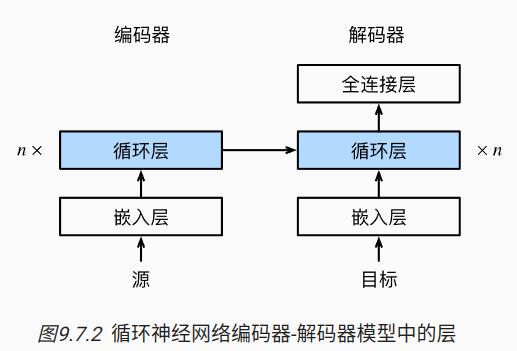 编码器
解码器
全连接层
n ×
循环层
循环层
× n
嵌入层
嵌入层
源
目标
图9.7.2 循环神经网络编码器-解码器模型中的层